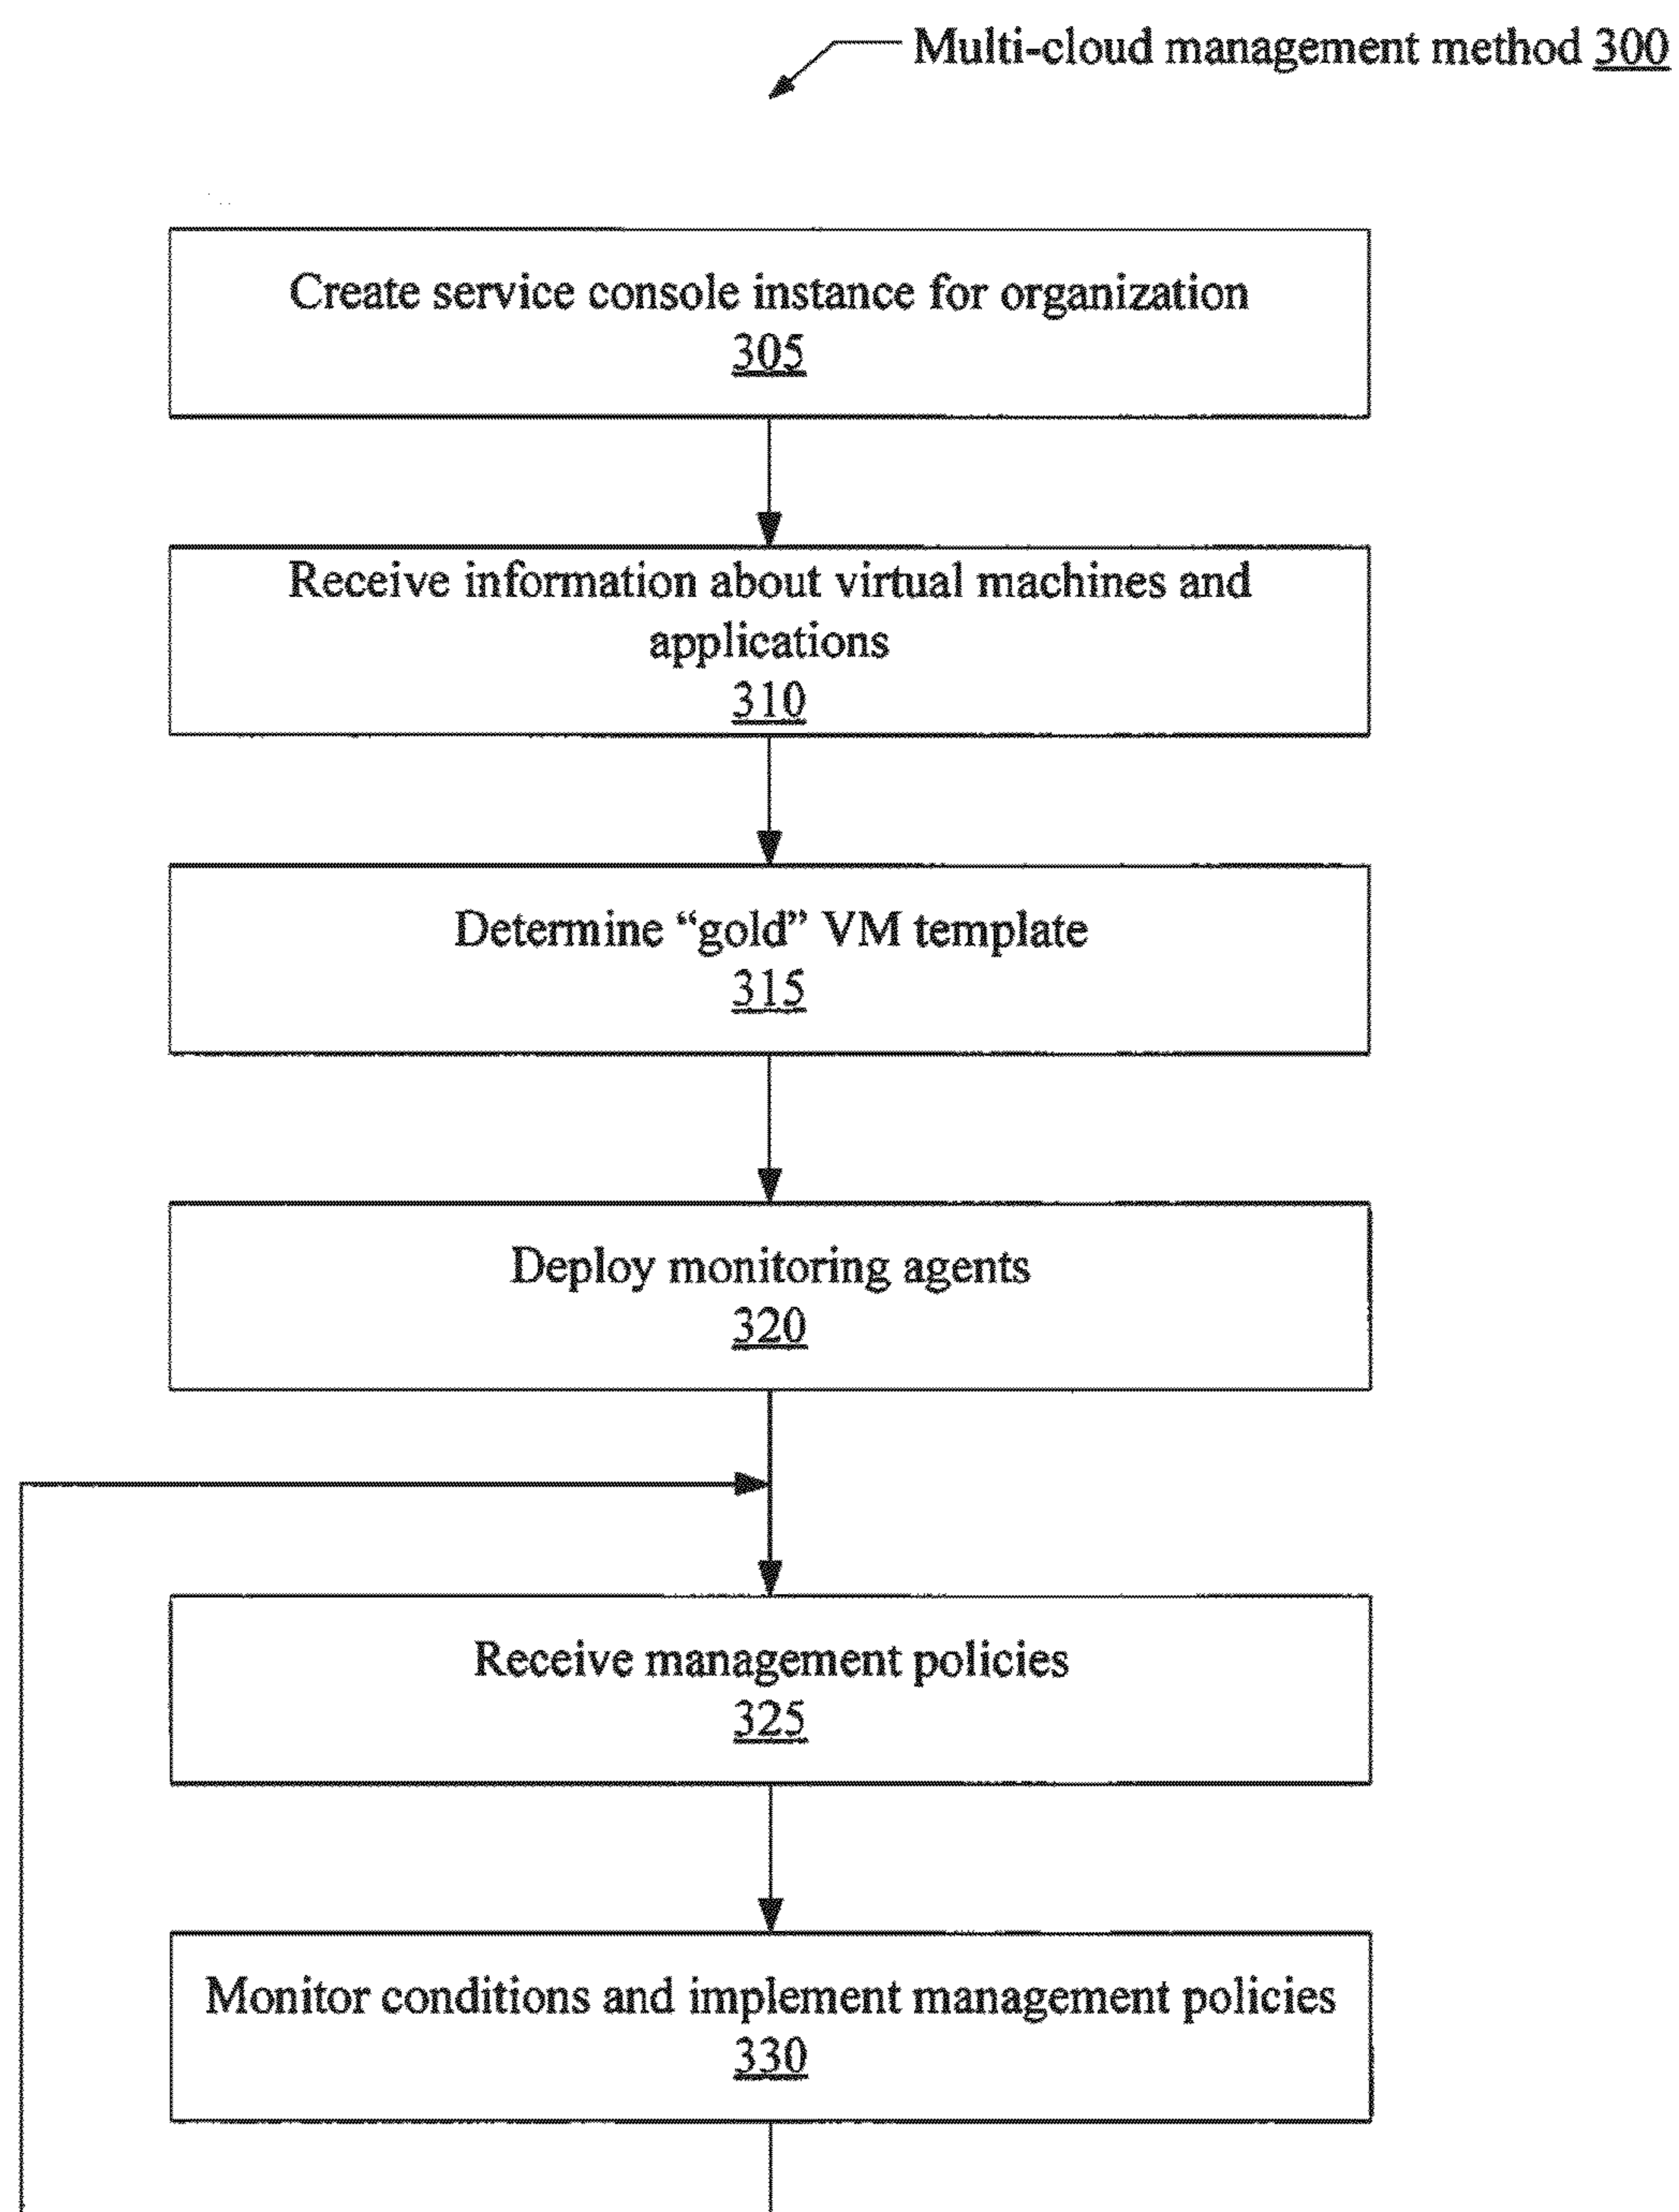 Multi-cloud management method 300
Create service console instance for organization
305
Receive information about virtual machines and
applications
310
Determine “gold” VM template
315
Deploy monitoring agents
320
Receive management policies
325
Monitor conditions and implement management policies
330